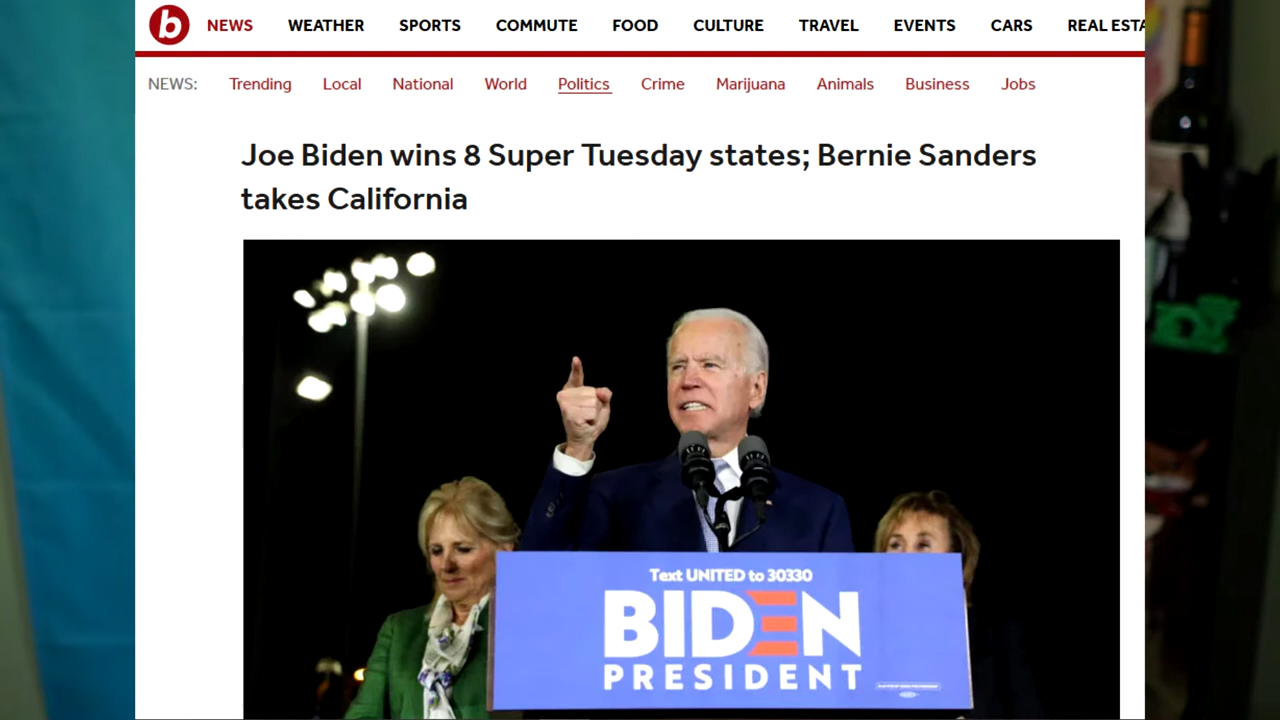 b NEWS WEATHER SPORTS COMMUTE FOOD CULTURE TRAVEL EVENTS CARS REAL ESTA
NEWS: Trending Local National World Politics Crime Marijuana Animals Business Jobs
Joe Biden wins 8 Super Tuesday states; Bernie Sanders
takes California
Text UNITED to 30330
BIDEN
PRESIDENT